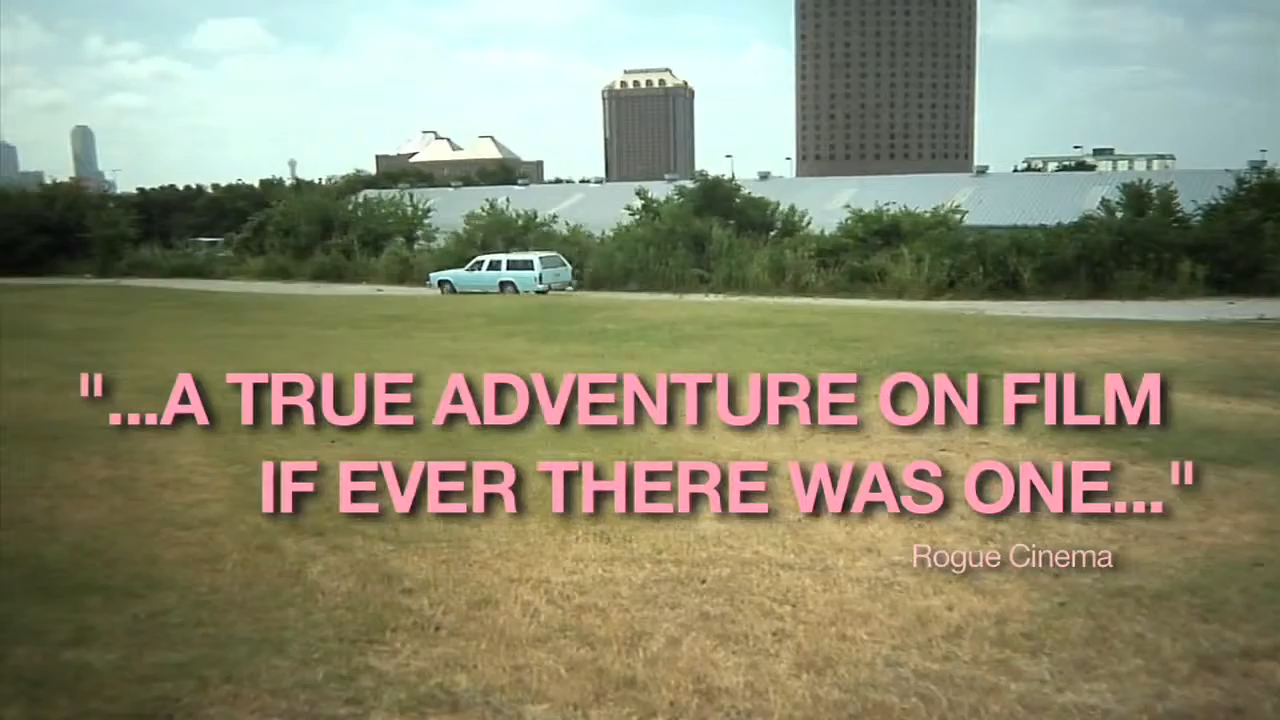 "...A TRUE ADVENTURE ON FILM
IF EVER THERE WAS ONE..."
Rogue Cinema